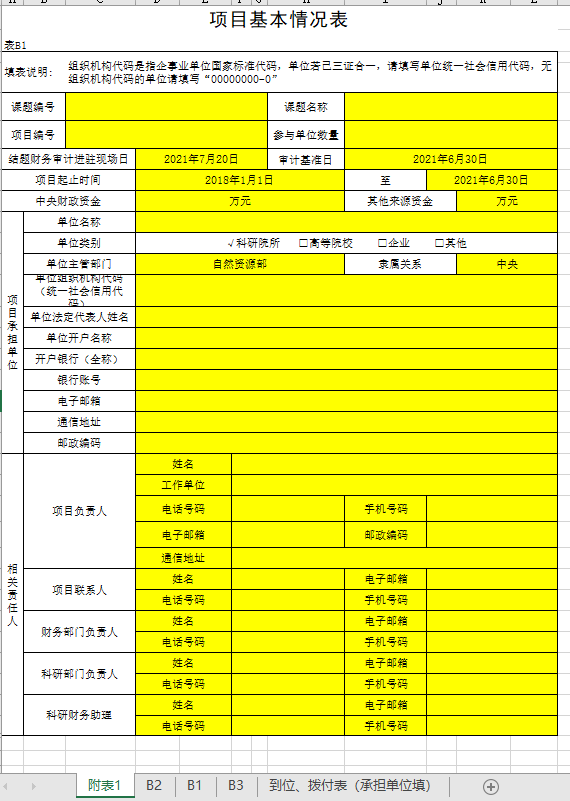 项目基本情况表
表B1
填表说明： 组织机构代码是指企事业单位国家标准代码，单位若已三证合一，请填写单位统一社会信用代码，无
组织机构代码的单位请填写“00000000-0”
课题编号 课题名称
项目编号 参与单位数量
结题财务审计进驻现场日 2021年7月20日 审计基准日 2021年6月30日
项目起止时间 2018年1月1日 至 2021年6月30日
中央财政资金 万元 其他来源资金 万元
项目承担单位
单位名称
单位类别 √科研院所 □高等院校 □企业 □其他
单位主管部门 自然资源部 隶属关系 中央
单位组织机构代码
（统一社会信用代
码）
单位法定代表人姓名
单位开户名称
开户银行（全称）
银行账号
电子邮箱
通信地址
邮政编码
相关责任人
项目负责人
姓名
工作单位
电话号码 手机号码
电子邮箱 邮政编码
通信地址
项目联系人
姓名 电子邮箱
电话号码 手机号码
财务部门负责人
姓名 电子邮箱
电话号码 手机号码
科研部门负责人
姓名 电子邮箱
电话号码 手机号码
科研财务助理
姓名 电子邮箱
电话号码 手机号码
附表1 B2 B1 B3 到位、拨付表（承担单位填）